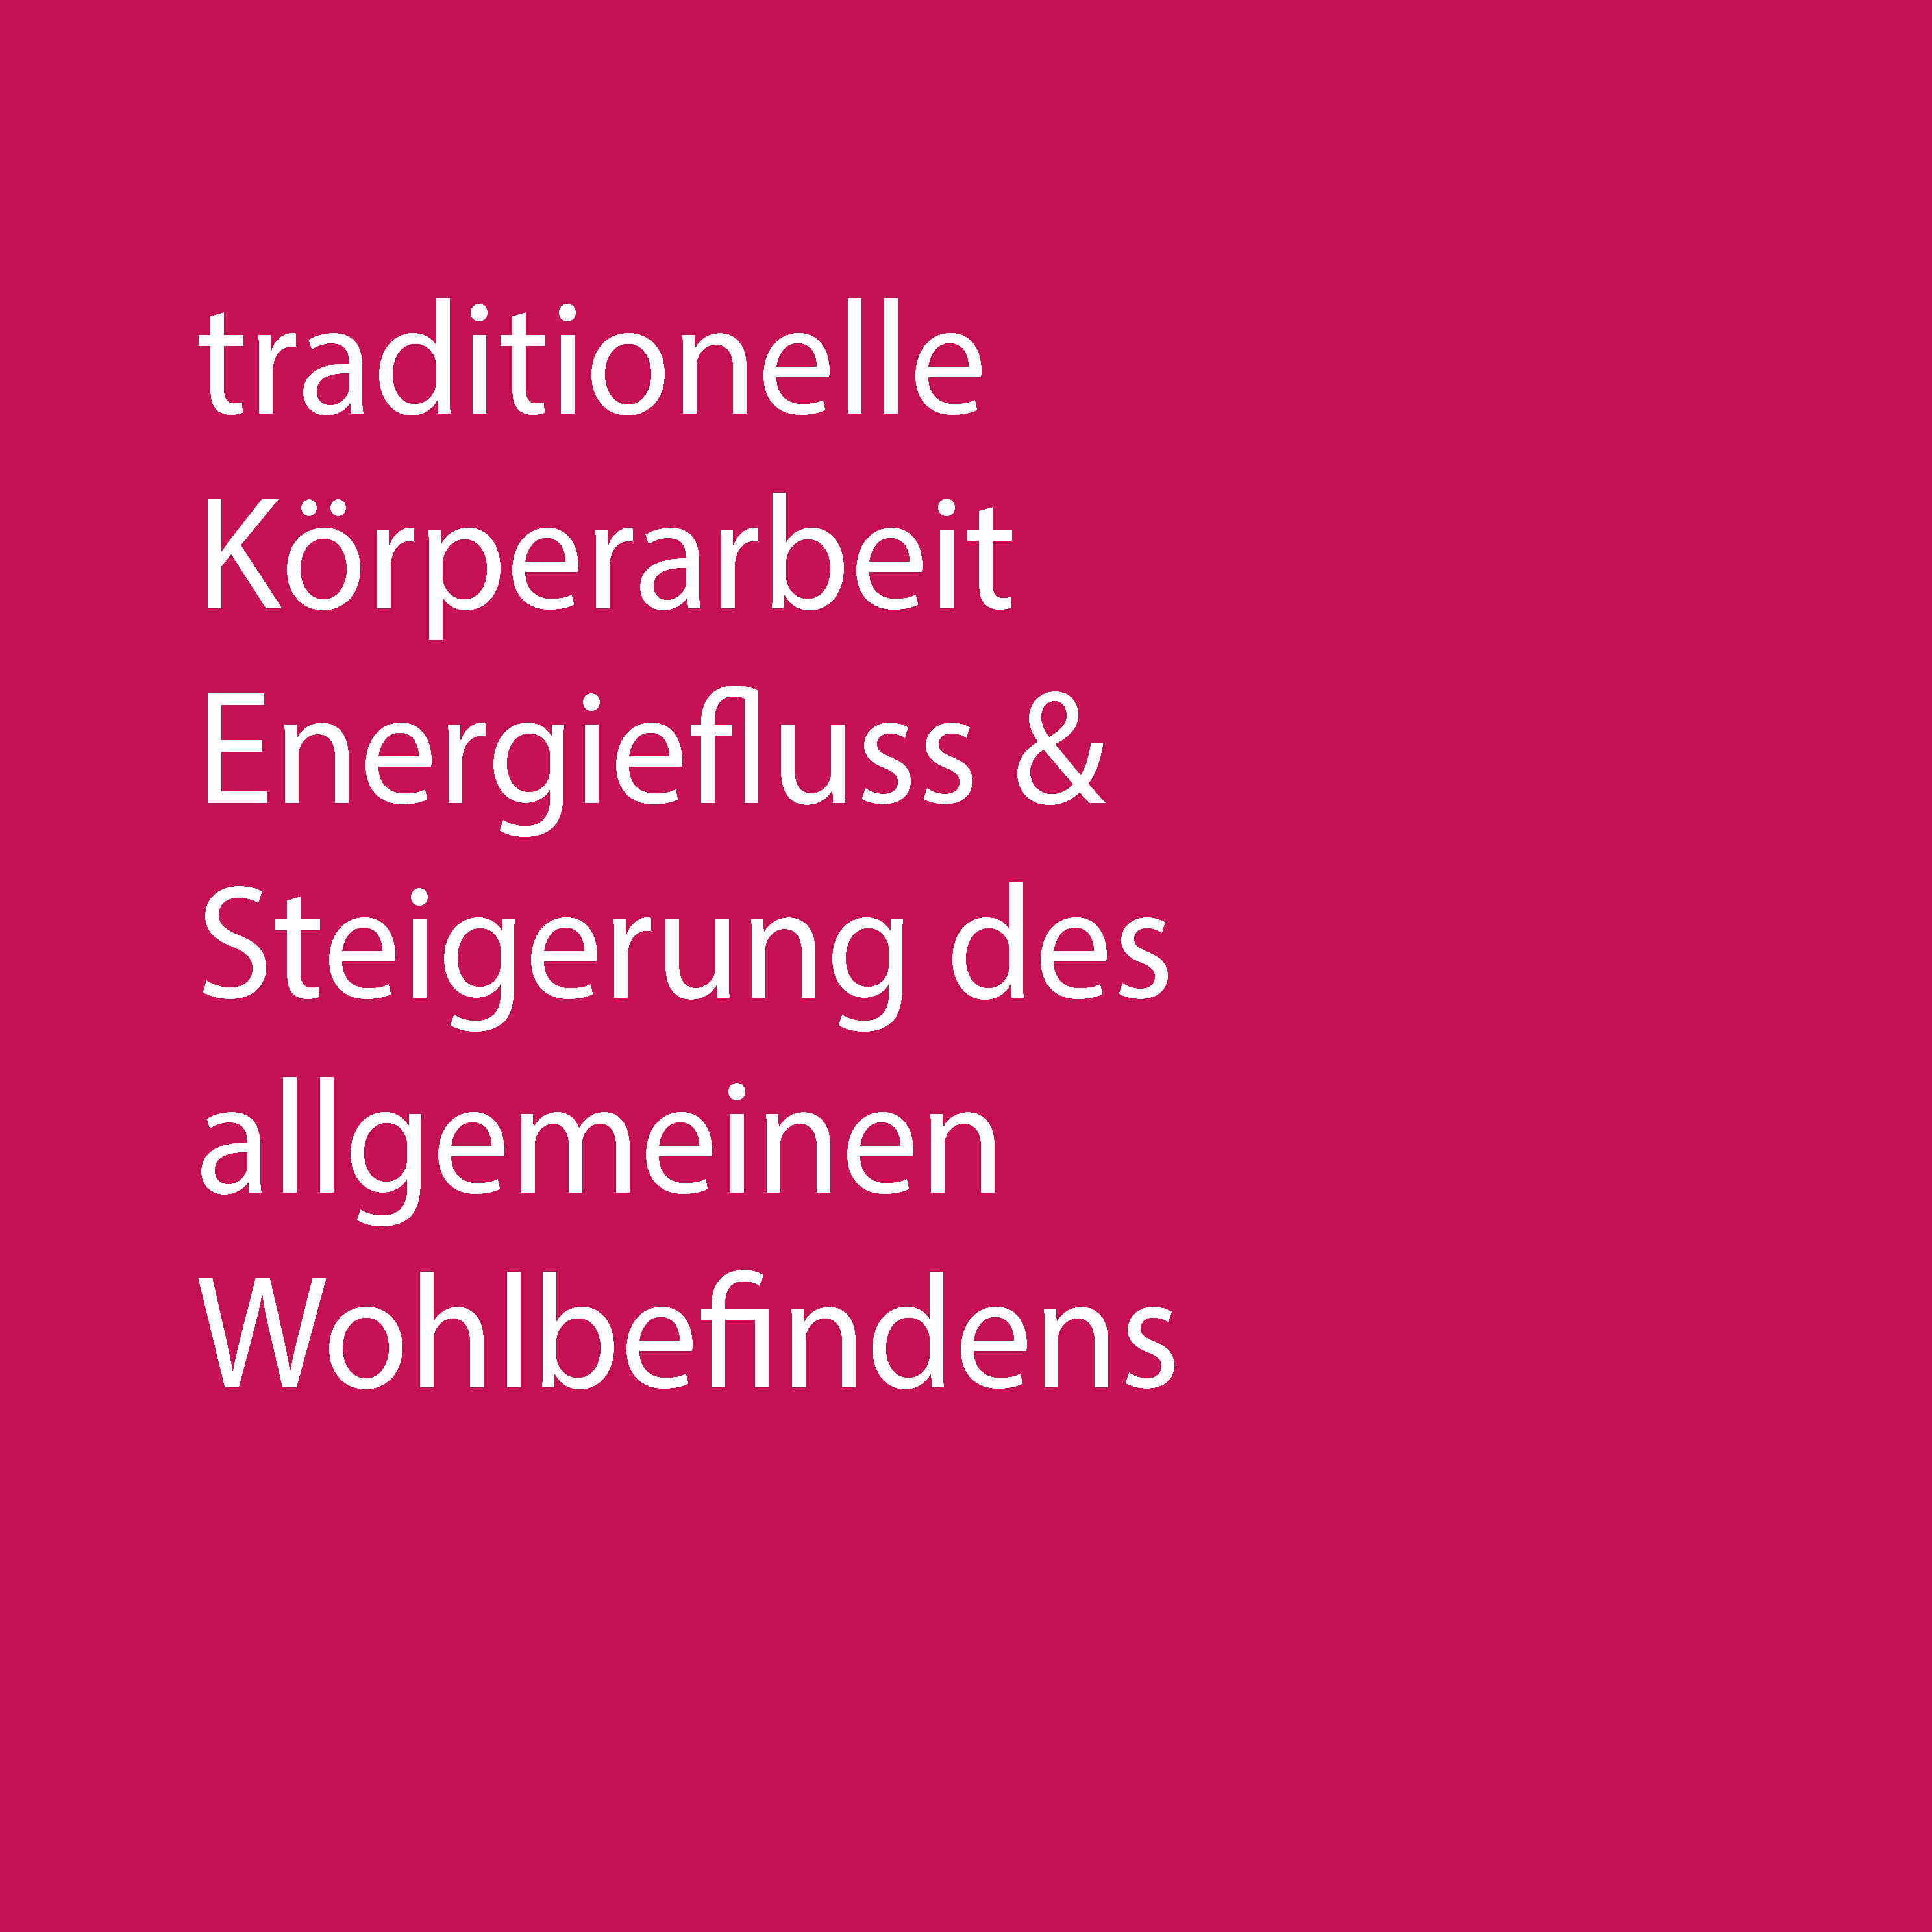 traditionelle
Körperarbeit
Energiefluss &
Steigerung des
allgemeinen
Wohlbefindens